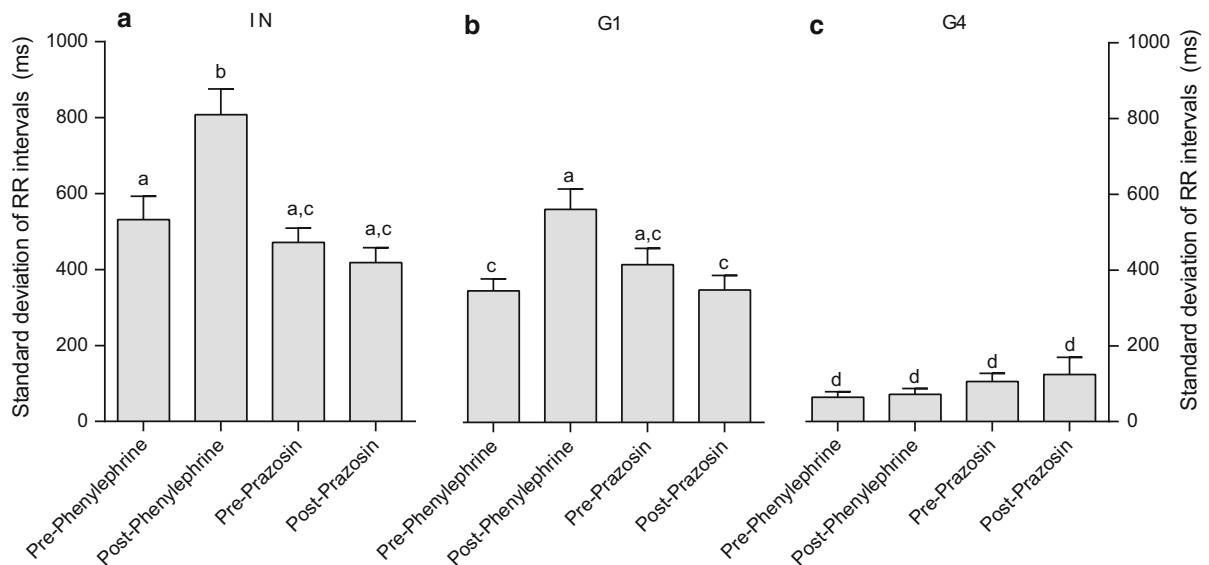 a IN
Standard deviation of RR intervals (ms)
1000
800
600
400
200
0
a
b
a,c
a,c
Pre-Phenylephrine
Post-Phenylephrine
Pre-Prazosin
Post-Prazosin
b G1
c
a
a,c
c
Pre-Phenylephrine
Post-Phenylephrine
Pre-Prazosin
Post-Prazosin
c G4
d
d
d
d
Pre-Phenylephrine
Post-Phenylephrine
Pre-Prazosin
Post-Prazosin
1000
800
600
400
200
0
Standard deviation of RR intervals (ms)